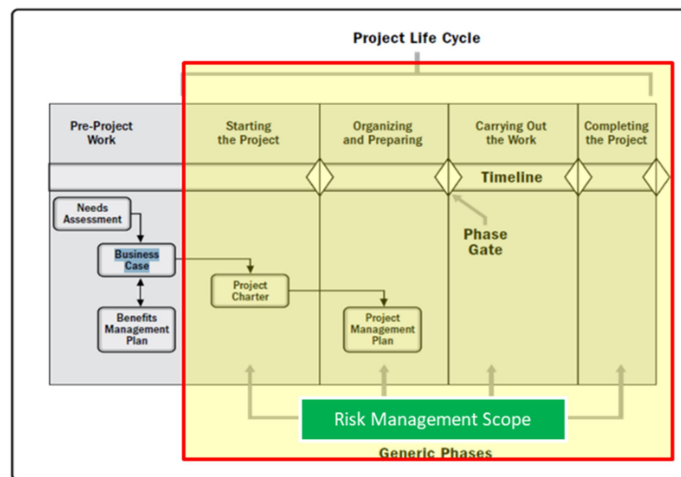 Project Life Cycle
Pre-Project
Work
Starting
the Project
Organizing
and Preparing
Carrying Out
the Work
Completing
the Project
Timeline
Needs
Assessment
Business
Case
Benefits
Management
Plan
Project
Charter
Project
Management
Plan
Phase
Gate
Risk Management Scope
Generic Phases